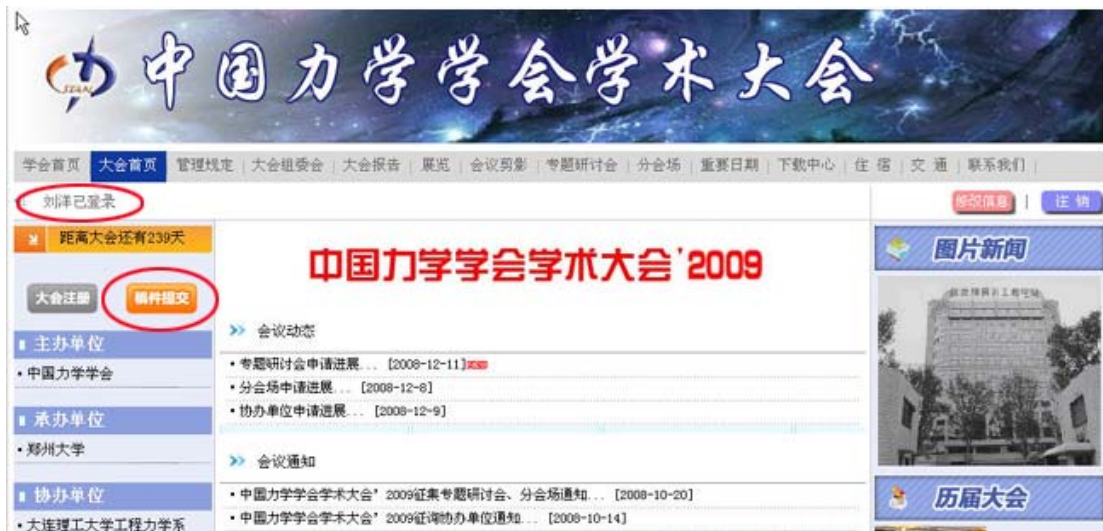 中国力学学会学术大会
学会首页 大会首页 管理规定 | 大会组委会 | 大会报告 | 展览 | 会议剪影 | 专题研讨会 | 分会场 | 重要日期 | 下载中心 | 住 宿 | 交 通 | 联系我们 |
刘洋已登录
修改信息 | 注 销
距离大会还有239天
大会注册 稿件提交
中国力学学会学术大会'2009
图片新闻
主办单位
·中国力学学会
承办单位
·郑州大学
协办单位
·大连理工大学工程力学系
>> 会议动态
·专题研讨会申请进展... [2008-12-11]
·分会场申请进展... [2008-12-8]
·协办单位申请进展... [2008-12-9]
>> 会议通知
·中国力学学会学术大会’2009征集专题研讨会、分会场通知... [2008-10-20]
·中国力学学会学术大会’2009征询协办单位通知... [2008-10-14]
历届大会